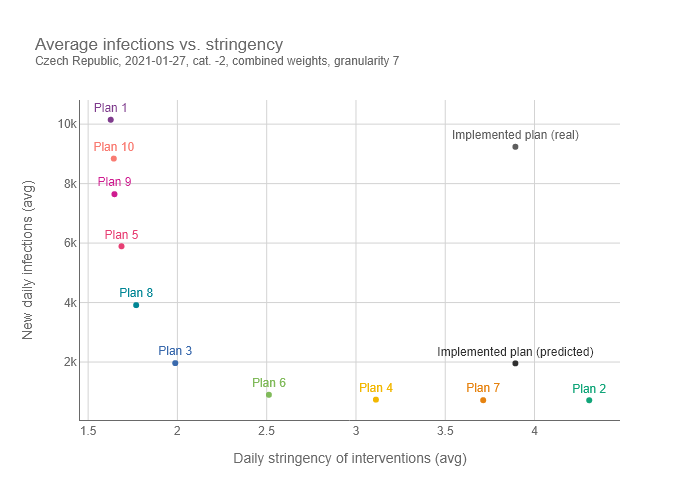 Average infections vs. stringency
Czech Republic, 2021-01-27, cat. -2, combined weights, granularity 7
Plan 1
10k
Implemented plan (real)
Plan 10
Plan 9
8k
Plan 5
6k
Plan 8
4k
Plan 3
Implemented plan (predicted)
2k
Plan 6
Plan 4
Plan 7
Plan 2
New daily infections (avg)
1.5
2
2.5
3
3.5
4
Daily stringency of interventions (avg)